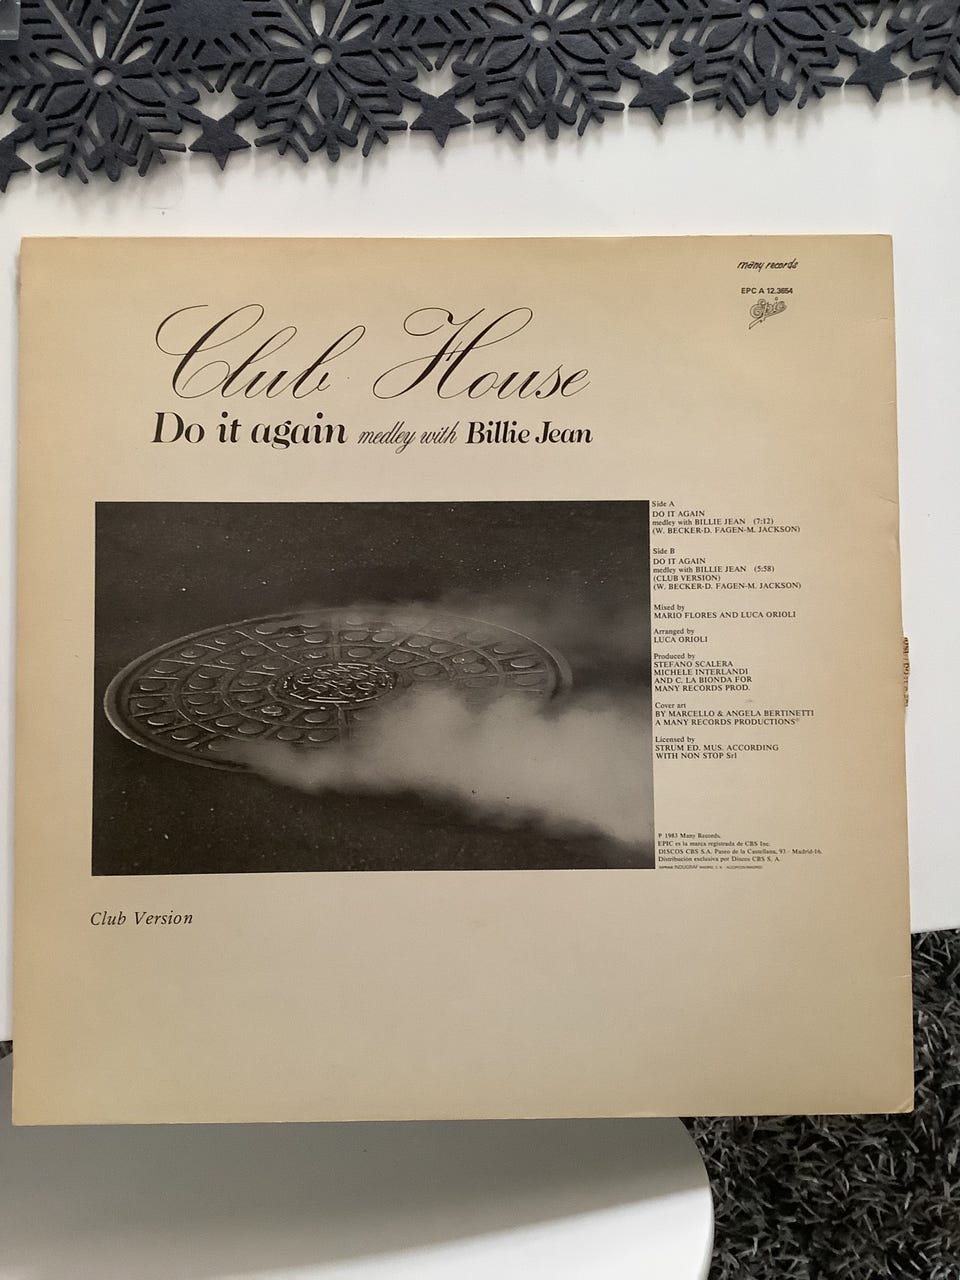 many records
EPC A 12.3654
Epic
Club House
Do it again medley with Billie Jean
Side A
DO IT AGAIN
medley with BILLIE JEAN (7:12)
(W. BECKER-D. FAGEN-M. JACKSON)
Side B
DO IT AGAIN
medley with BILLIE JEAN (5:58)
(CLUB VERSION)
(W. BECKER-D. FAGEN-M. JACKSON)
Mixed by
MARIO FLORES AND LUCA ORIOLI
Arranged by
LUCA ORIOLI
Produced by
STEFANO SCALERA
MICHELE INTERLANDI
AND C. LA BIONDA FOR
MANY RECORDS PROD.
Cover art
BY MARCELLO & ANGELA BERTINETTI
A MANY RECORDS PRODUCTIONS®
Licensed by
STRUM ED. MUS. ACCORDING
WITH NON STOP Srl
P 1983 Many Records.
EPIC es la marca registrada de CBS Inc.
DISCOS CBS S.A. Paseo de la Castellana, 93 - Madrid-16.
Distribución exclusiva por Discos CBS S. A.
Club Version